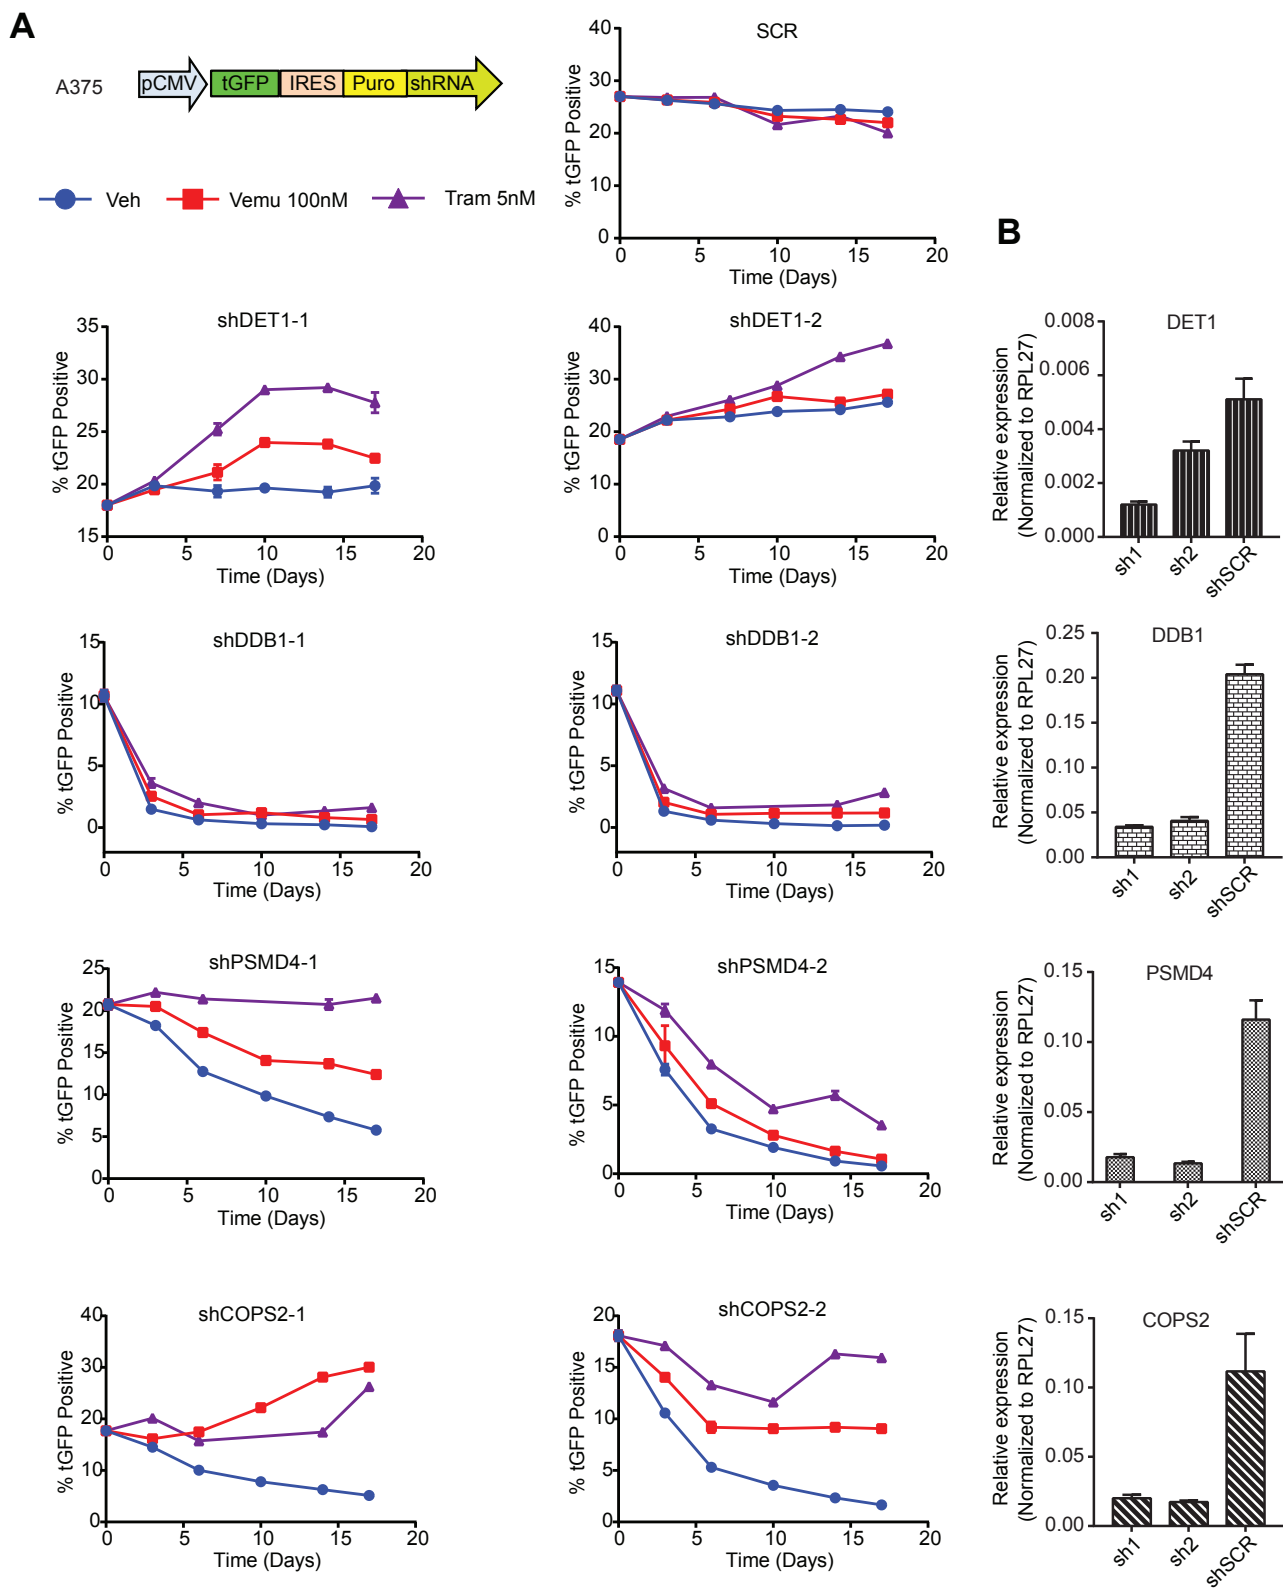 A
A375
pCMV tGFP IRES Puro shRNA
Veh Vemu 100nM Tram 5nM
SCR
% tGFP Positive
40
30
20
10
0
0 5 10 15 20
Time (Days)
shDET1-1
% tGFP Positive
35
30
25
20
15
0 5 10 15 20
Time (Days)
shDET1-2
% tGFP Positive
40
30
20
10
0
0 5 10 15 20
Time (Days)
shDDB1-1
% tGFP Positive
15
10
5
0
0 5 10 15 20
Time (Days)
shDDB1-2
% tGFP Positive
15
10
5
0
0 5 10 15 20
Time (Days)
shPSMD4-1
% tGFP Positive
25
20
15
10
5
0
0 5 10 15 20
Time (Days)
shPSMD4-2
% tGFP Positive
15
10
5
0
0 5 10 15 20
Time (Days)
shCOPS2-1
% tGFP Positive
40
30
20
10
0
0 5 10 15 20
Time (Days)
shCOPS2-2
% tGFP Positive
20
15
10
5
0
0 5 10 15 20
Time (Days)
B
DET1
Relative expression
(Normalized to RPL27)
0.008
0.006
0.004
0.002
0.000
sh1 sh2 shSCR
DDB1
Relative expression
(Normalized to RPL27)
0.25
0.20
0.15
0.10
0.05
0.00
sh1 sh2 shSCR
PSMD4
Relative expression
(Normalized to RPL27)
0.15
0.10
0.05
0.00
sh1 sh2 shSCR
COPS2
Relative expression
(Normalized to RPL27)
0.15
0.10
0.05
0.00
sh1 sh2 shSCR